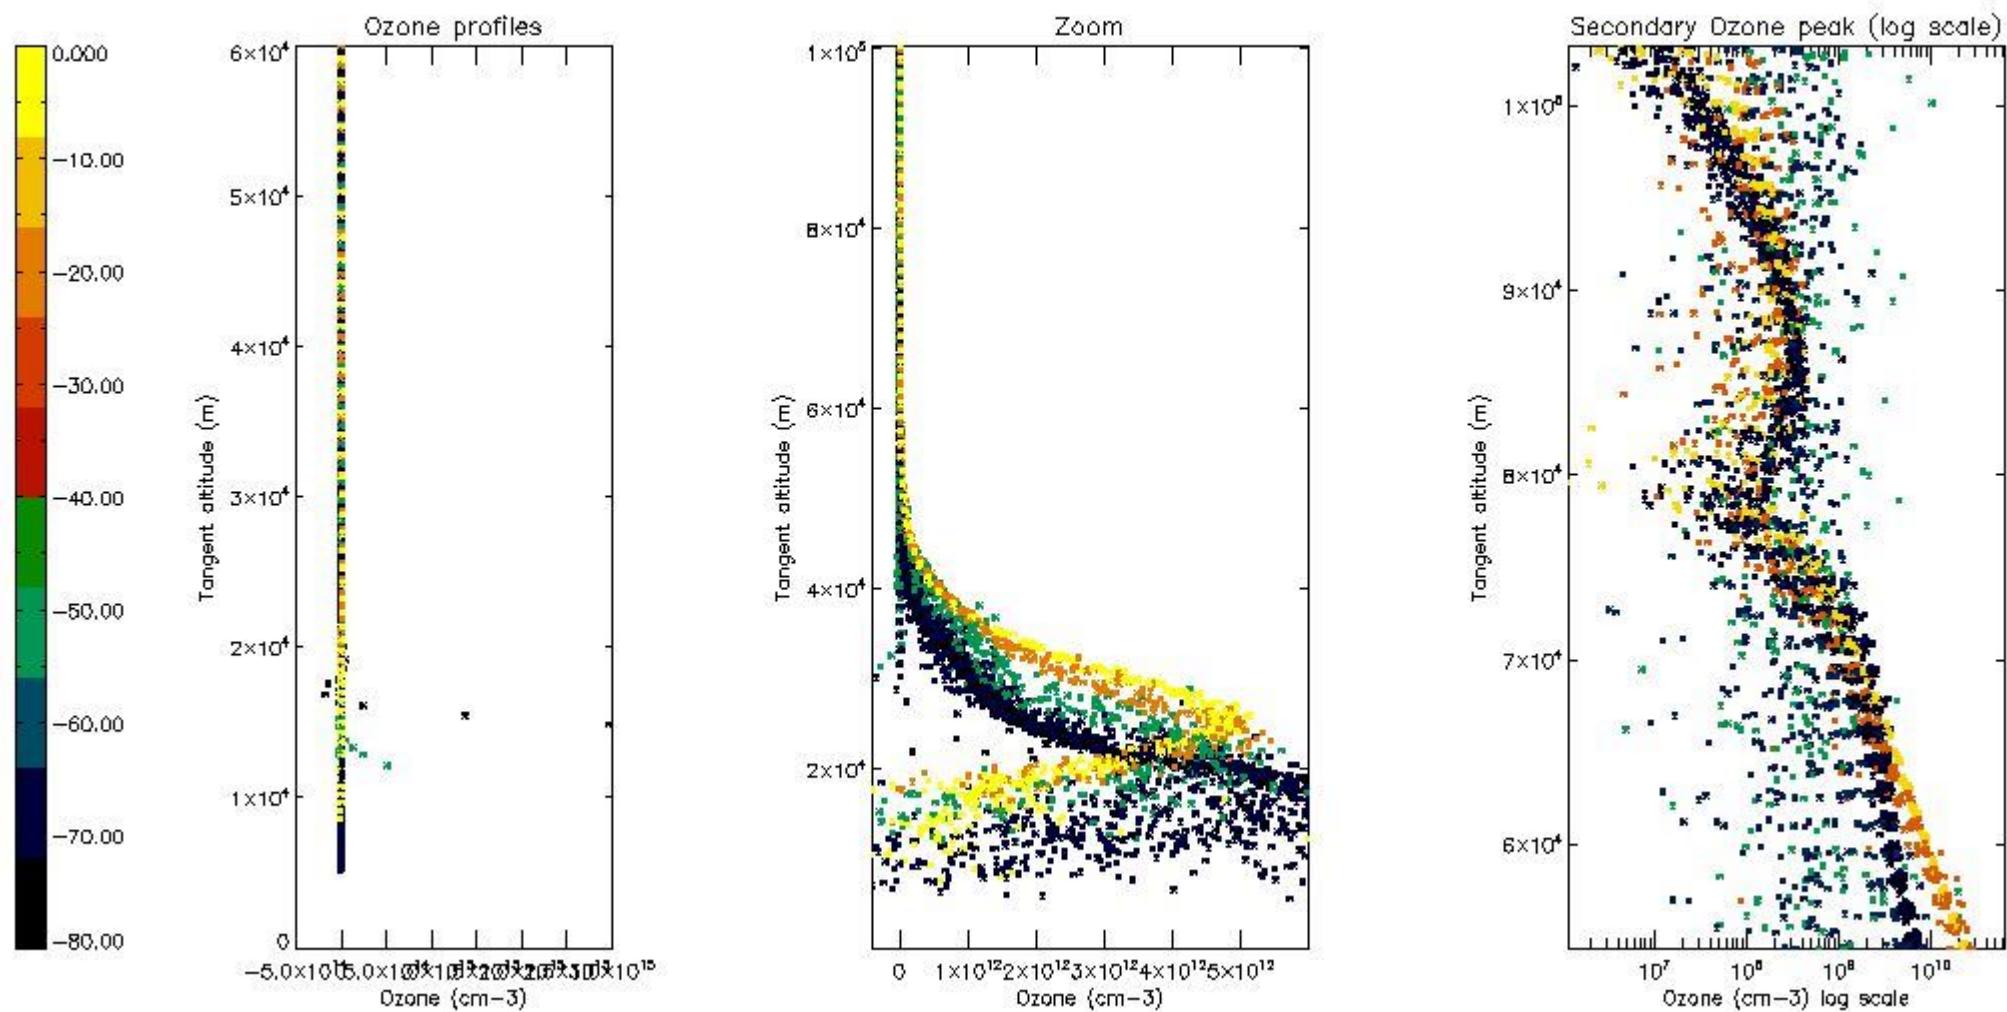 Ozone profiles
Zoom
Secondary Ozone peak (log scale)
0.000
-10.00
-20.00
-30.00
-40.00
-50.00
-60.00
-70.00
-80.00
6×10⁴
5×10⁴
4×10⁴
3×10⁴
2×10⁴
1×10⁴
0
Tangent altitude (m)
Ozone (cm-3)
1×10⁵
8×10⁴
6×10⁴
4×10⁴
2×10⁴
Tangent altitude (m)
0 1×10¹² 2×10¹² 3×10¹² 4×10¹² 5×10¹²
Ozone (cm-3)
9×10⁴
8×10⁴
7×10⁴
6×10⁴
Tangent altitude (m)
10⁷ 10⁸ 10⁹ 10¹⁰
Ozone (cm-3) log scale